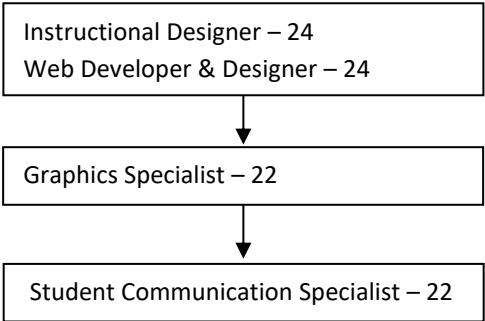 Instructional Designer – 24
Web Developer & Designer – 24
Graphics Specialist – 22
Student Communication Specialist – 22